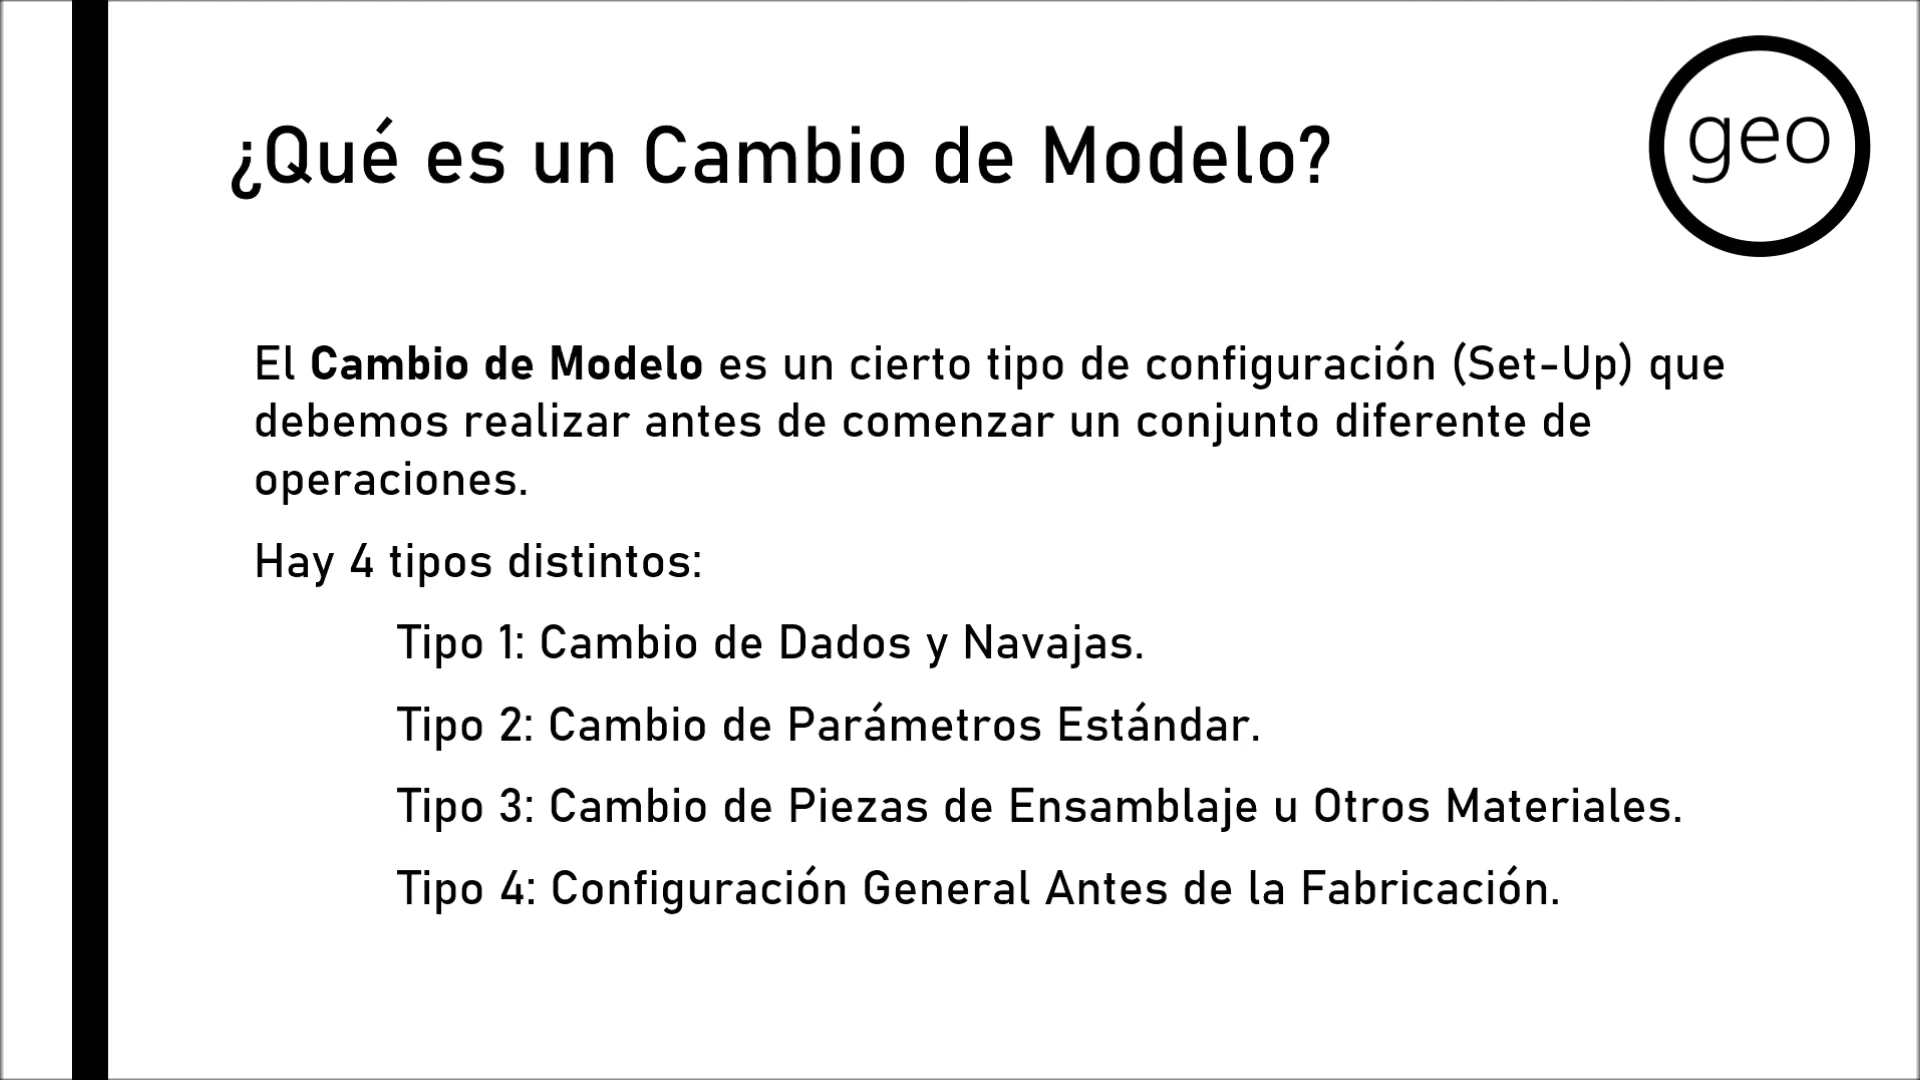 ¿Qué es un Cambio de Modelo?
geo
El Cambio de Modelo es un cierto tipo de configuración (Set-Up) que
debemos realizar antes de comenzar un conjunto diferente de
operaciones.
Hay 4 tipos distintos:
Tipo 1: Cambio de Dados y Navajas.
Tipo 2: Cambio de Parámetros Estándar.
Tipo 3: Cambio de Piezas de Ensamblaje u Otros Materiales.
Tipo 4: Configuración General Antes de la Fabricación.